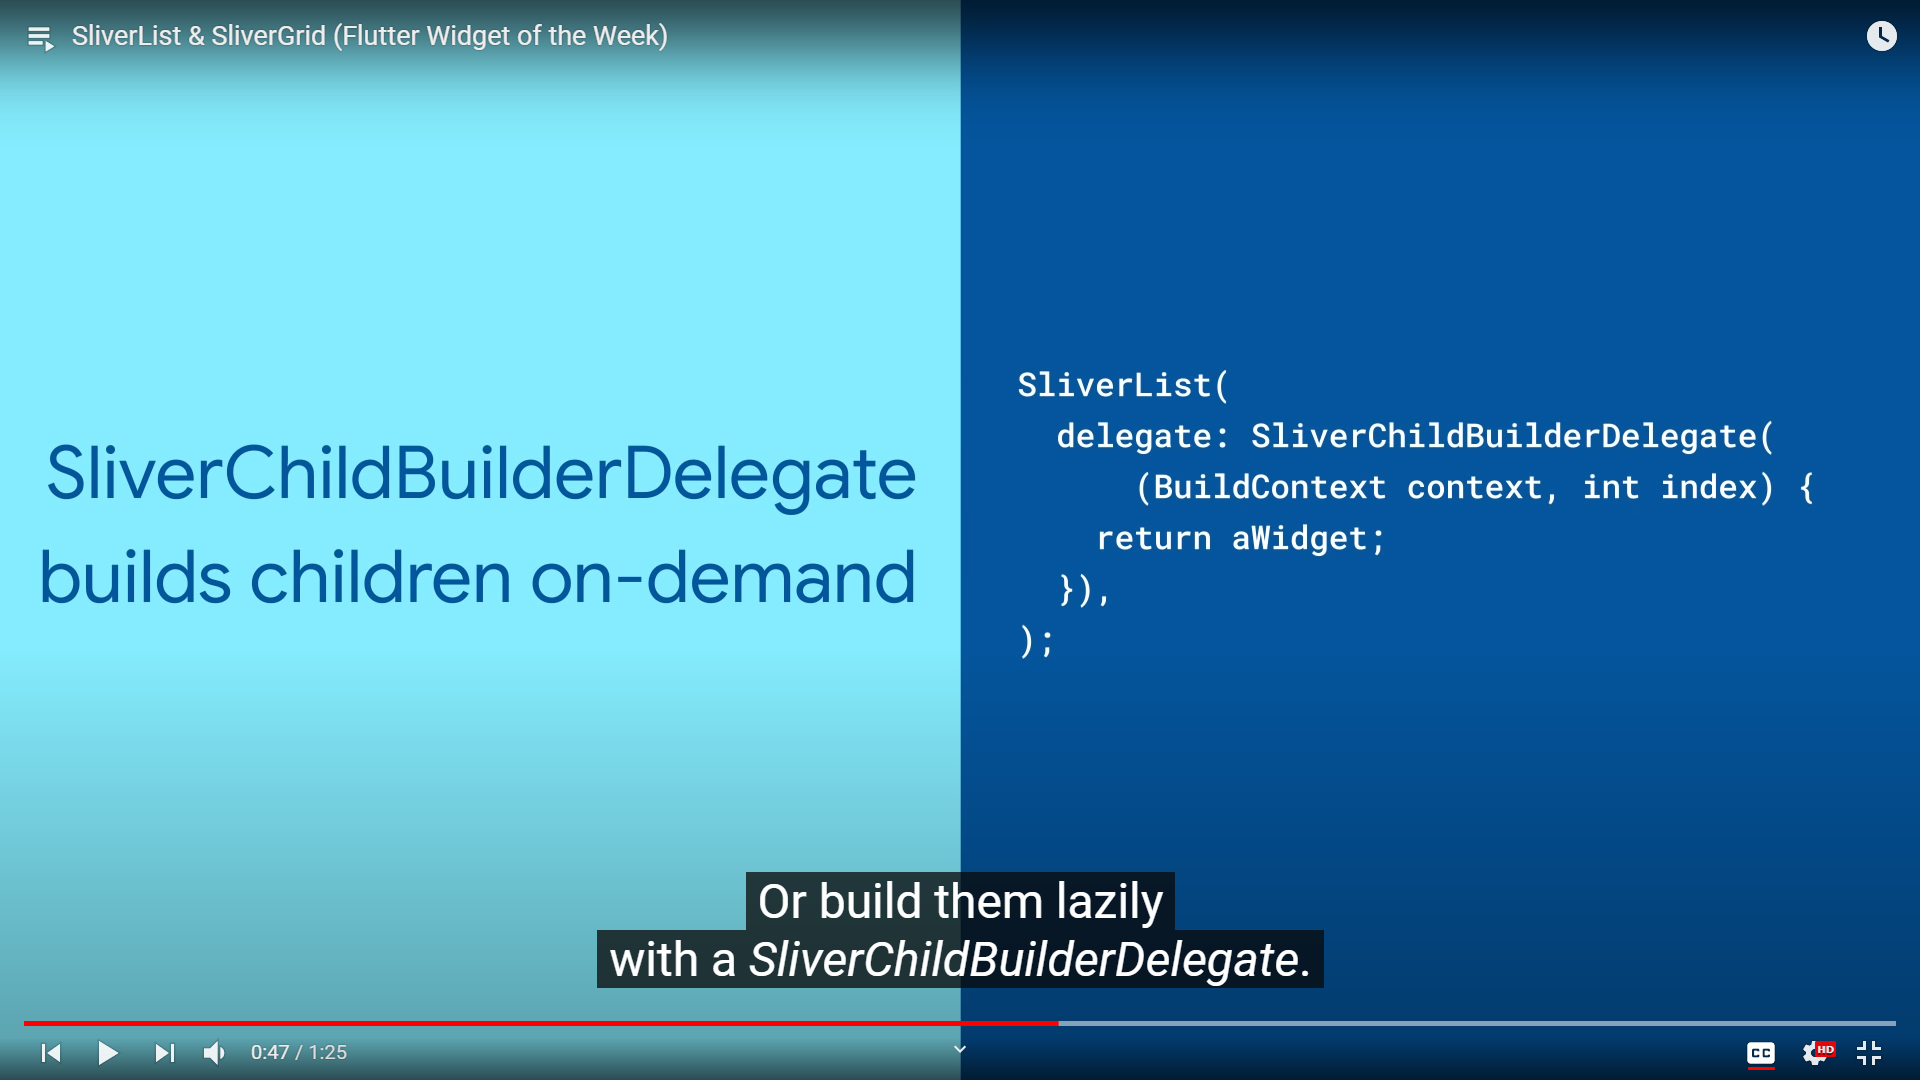 SliverList & SliverGrid (Flutter Widget of the Week)
SliverChildBuilderDelegate
builds children on-demand
SliverList(
  delegate: SliverChildBuilderDelegate(
      (BuildContext context, int index) {
    return aWidget;
  }),
);
Or build them lazily
with a SliverChildBuilderDelegate.
0:47 / 1:25
CC
HD